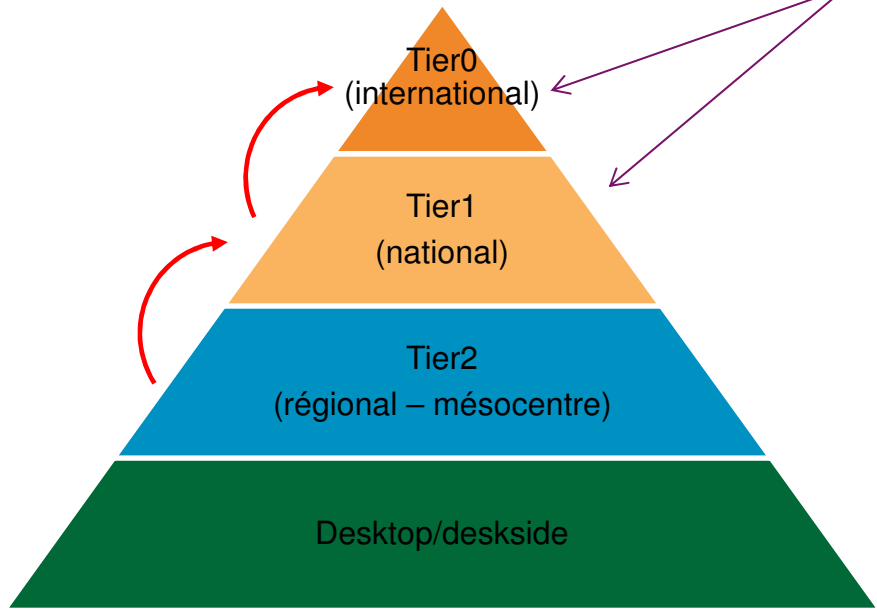 Tier0
(international)
Tier1
(national)
Tier2
(régional – mésocentre)
Desktop/deskside